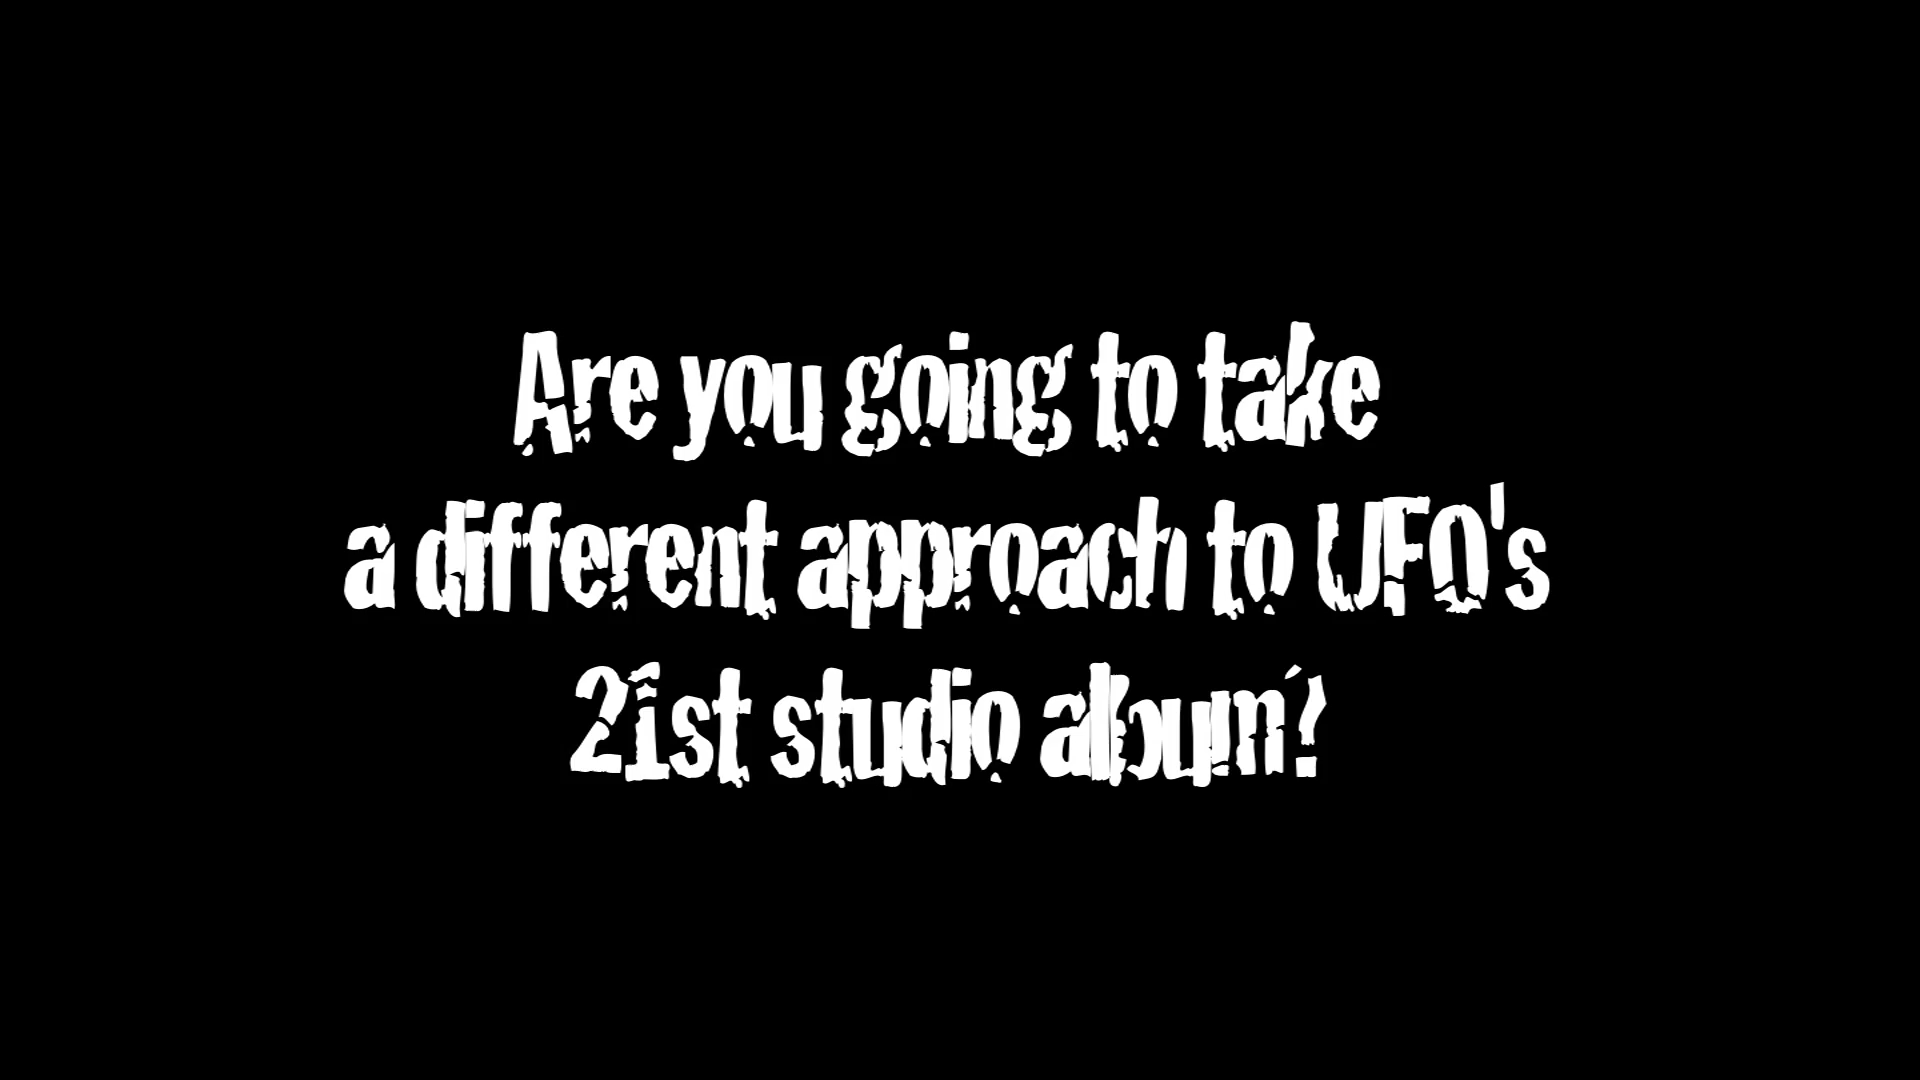 Are you going to take
a different approach to UFO's
21st studio album?